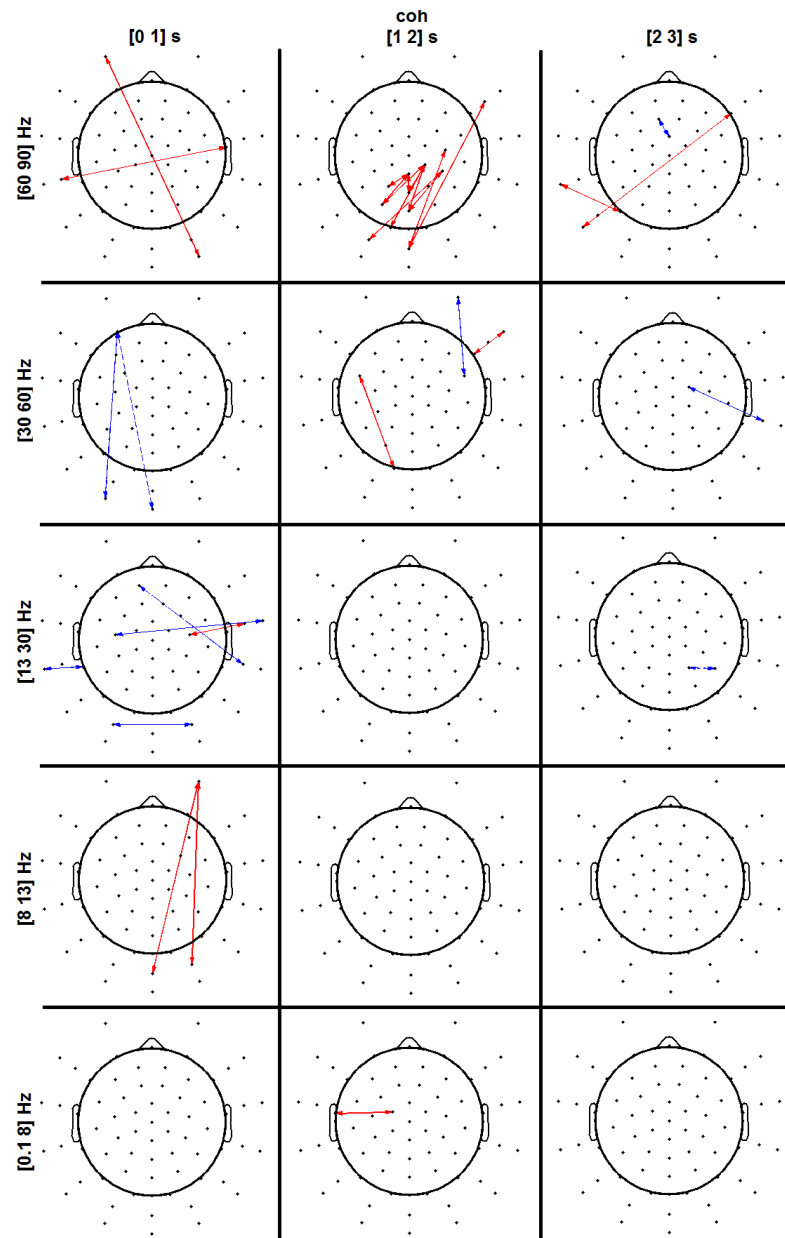 coh
[0 1] s
[1 2] s
[2 3] s
[60 90] Hz
[30 60] Hz
[13 30] Hz
[8 13] Hz
[0.1 8] Hz